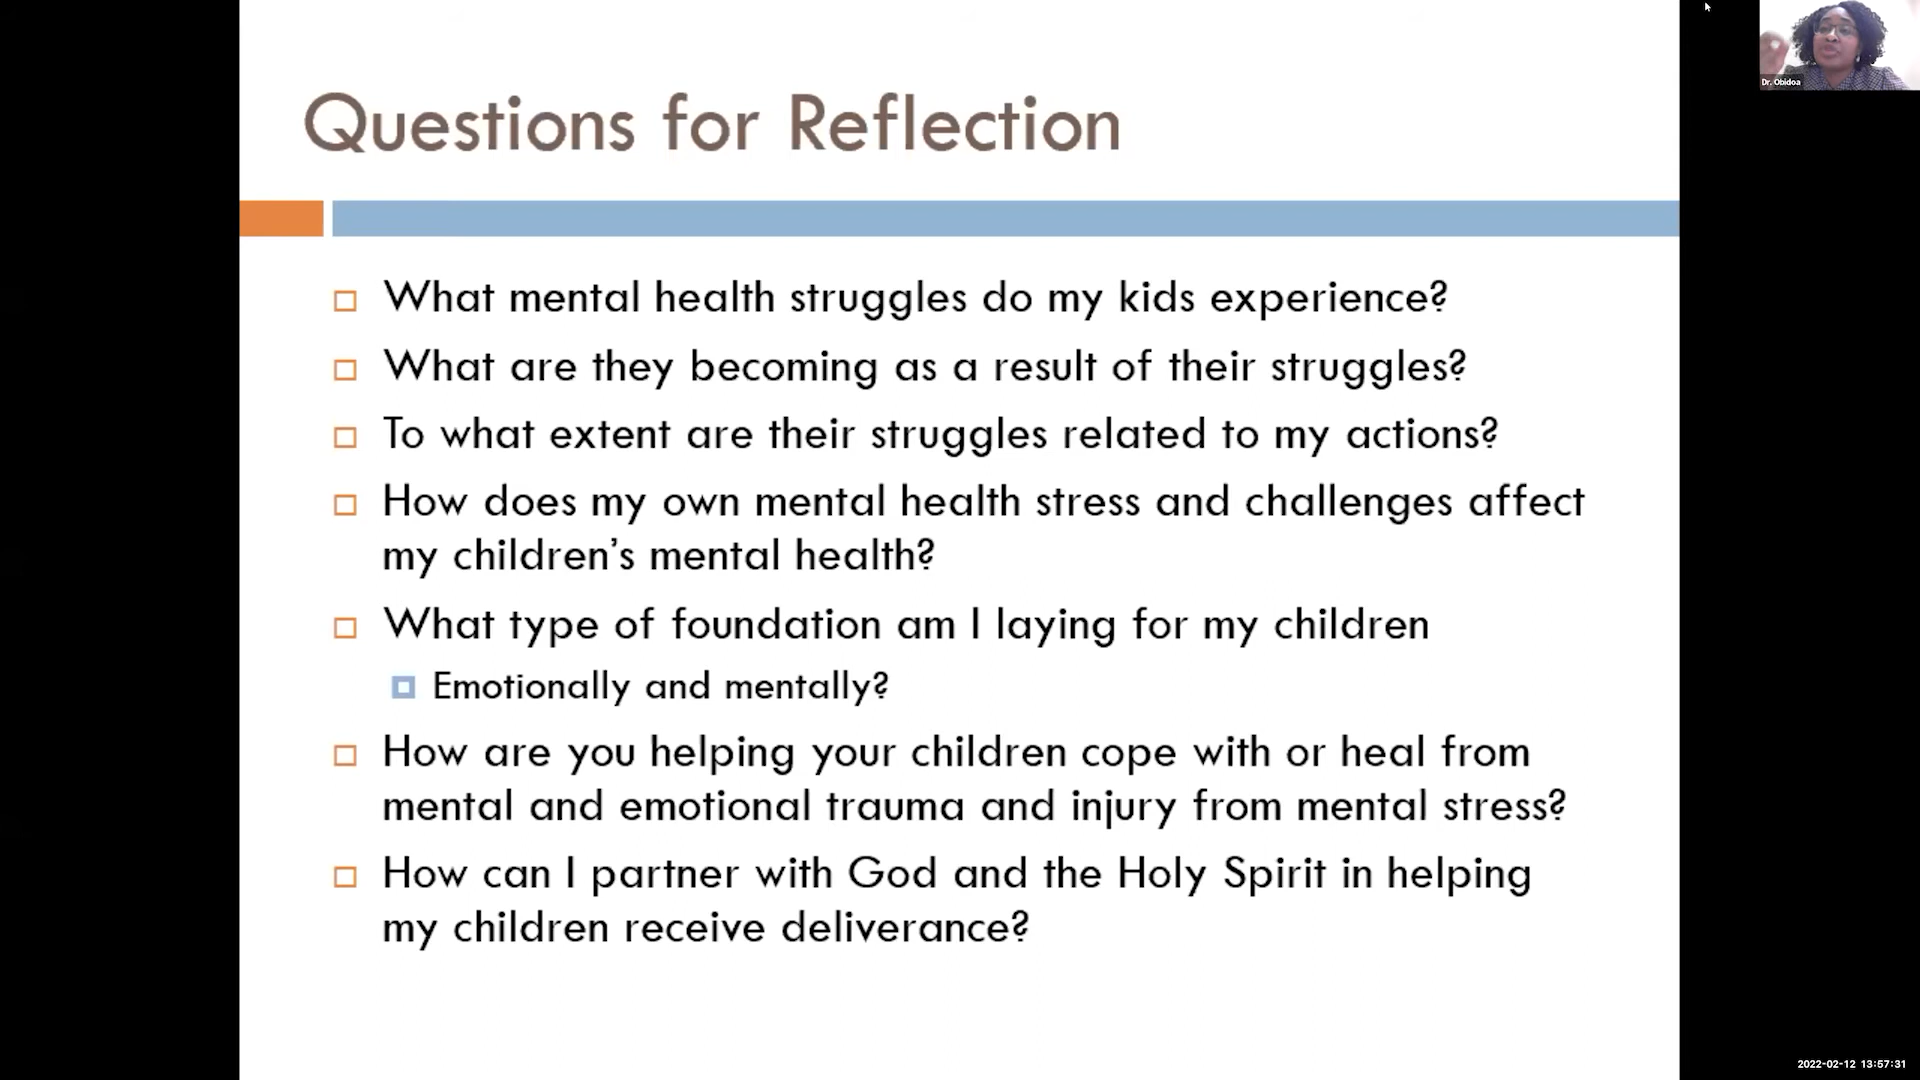 Questions for Reflection
What mental health struggles do my kids experience?
What are they becoming as a result of their struggles?
To what extent are their struggles related to my actions?
How does my own mental health stress and challenges affect
my children’s mental health?
What type of foundation am I laying for my children
Emotionally and mentally?
How are you helping your children cope with or heal from
mental and emotional trauma and injury from mental stress?
How can I partner with God and the Holy Spirit in helping
my children receive deliverance?
Dr. Obidoa
2022-02-12 13:57:31